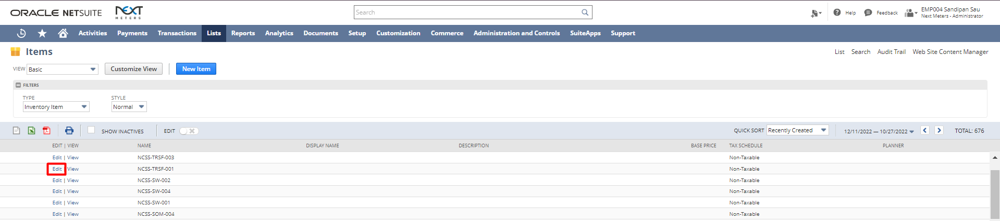 ORACLE NETSUITE
NEXT
METERS
Search
Help
Feedback
EMP004 Sandipan Sau
Next Meters - Administrator
Activities Payments Transactions Lists Reports Analytics Documents Setup Customization Commerce Administration and Controls SuiteApps Support
Items
List Search Audit Trail Web Site Content Manager
VIEW Basic Customize View New Item
FILTERS
TYPE STYLE
Inventory Item Normal
SHOW INACTIVES EDIT QUICK SORT Recently Created 12/11/2022 — 10/27/2022 TOTAL: 676
EDIT | VIEW NAME DISPLAY NAME DESCRIPTION BASE PRICE TAX SCHEDULE PLANNER
Edit | View NCSS-TRSF-003 Non-Taxable
Edit | View NCSS-TRSF-001 Non-Taxable
Edit | View NCSS-SW-002 Non-Taxable
Edit | View NCSS-SW-004 Non-Taxable
Edit | View NCSS-SW-001 Non-Taxable
Edit | View NCSS-SOM-004 Non-Taxable